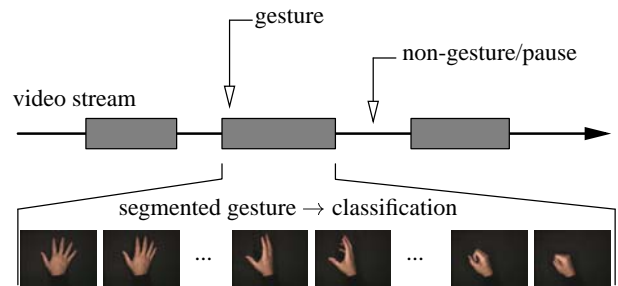 gesture
non-gesture/pause
video stream
segmented gesture → classification
... ...